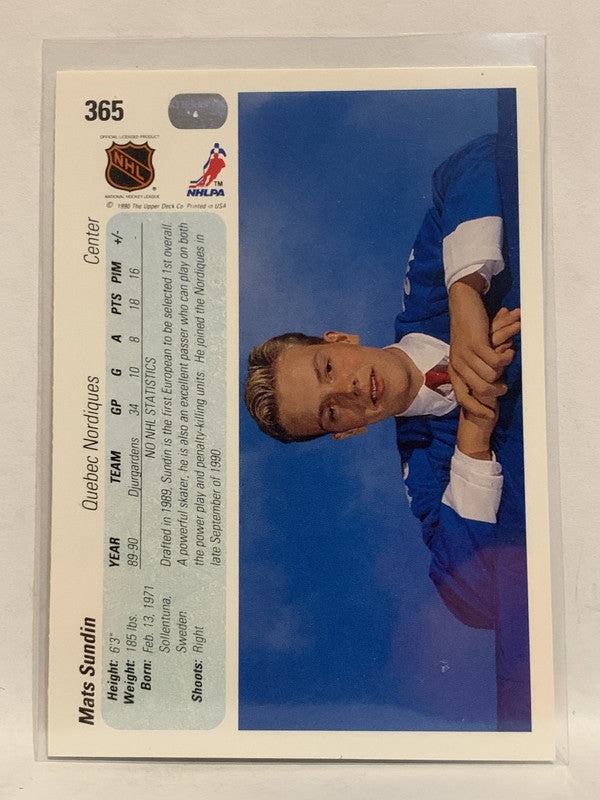 365
OFFICIAL LICENSED PRODUCT
NHL
®
NATIONAL HOCKEY LEAGUE
TM
NHLPA
© 1990 The Upper Deck Co. Printed in USA
Mats Sundin Quebec Nordiques Center
Height: 6'3"
Weight: 185 lbs.
Born: Feb. 13, 1971
Sollentuna,
Sweden
Shoots: Right
YEAR TEAM GP G A PTS PIM +/-
89-90 Djurgardens 34 10 8 18 16 -
NO NHL STATISTICS
Drafted in 1989, Sundin is the first European to be selected 1st overall.
A powerful skater, he is also an excellent passer who can play on both
the power play and penalty-killing units. He joined the Nordiques in
late September of 1990